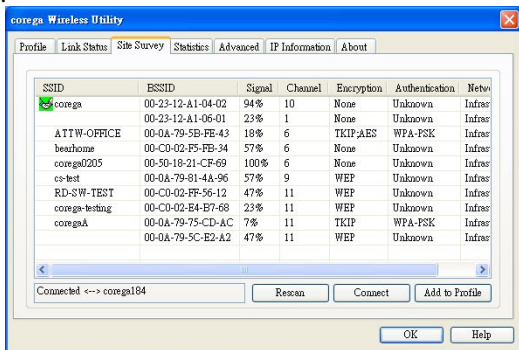 corega Wireless Utility
Profile Link Status Site Survey Statistics Advanced IP Information About
SSID BSSID Signal Channel Encryption Authentication Netw
corega 00-23-12-A1-04-02 94% 10 None Unknown Infras
00-23-12-A1-06-01 23% 1 None Unknown Infras
ATTW-OFFICE 00-0A-79-5B-FE-43 18% 6 TKIP;AES WPA-PSK Infras
bearhome 00-C0-02-F5-FB-34 57% 6 None Unknown Infras
corega0205 00-50-18-21-CF-69 100% 6 None Unknown Infras
cs-test 00-0A-79-81-4A-96 57% 9 WEP Unknown Infras
RD-SW-TEST 00-C0-02-FF-56-12 47% 11 WEP Unknown Infras
corega-testing 00-C0-02-E4-B7-68 23% 11 WEP Unknown Infras
coregaA 00-0A-79-75-CD-AC 7% 11 TKIP WPA-PSK Infras
00-0A-79-5C-E2-A2 47% 11 WEP Unknown Infras
Connected <--> corega184 Rescan Connect Add to Profile
OK Help